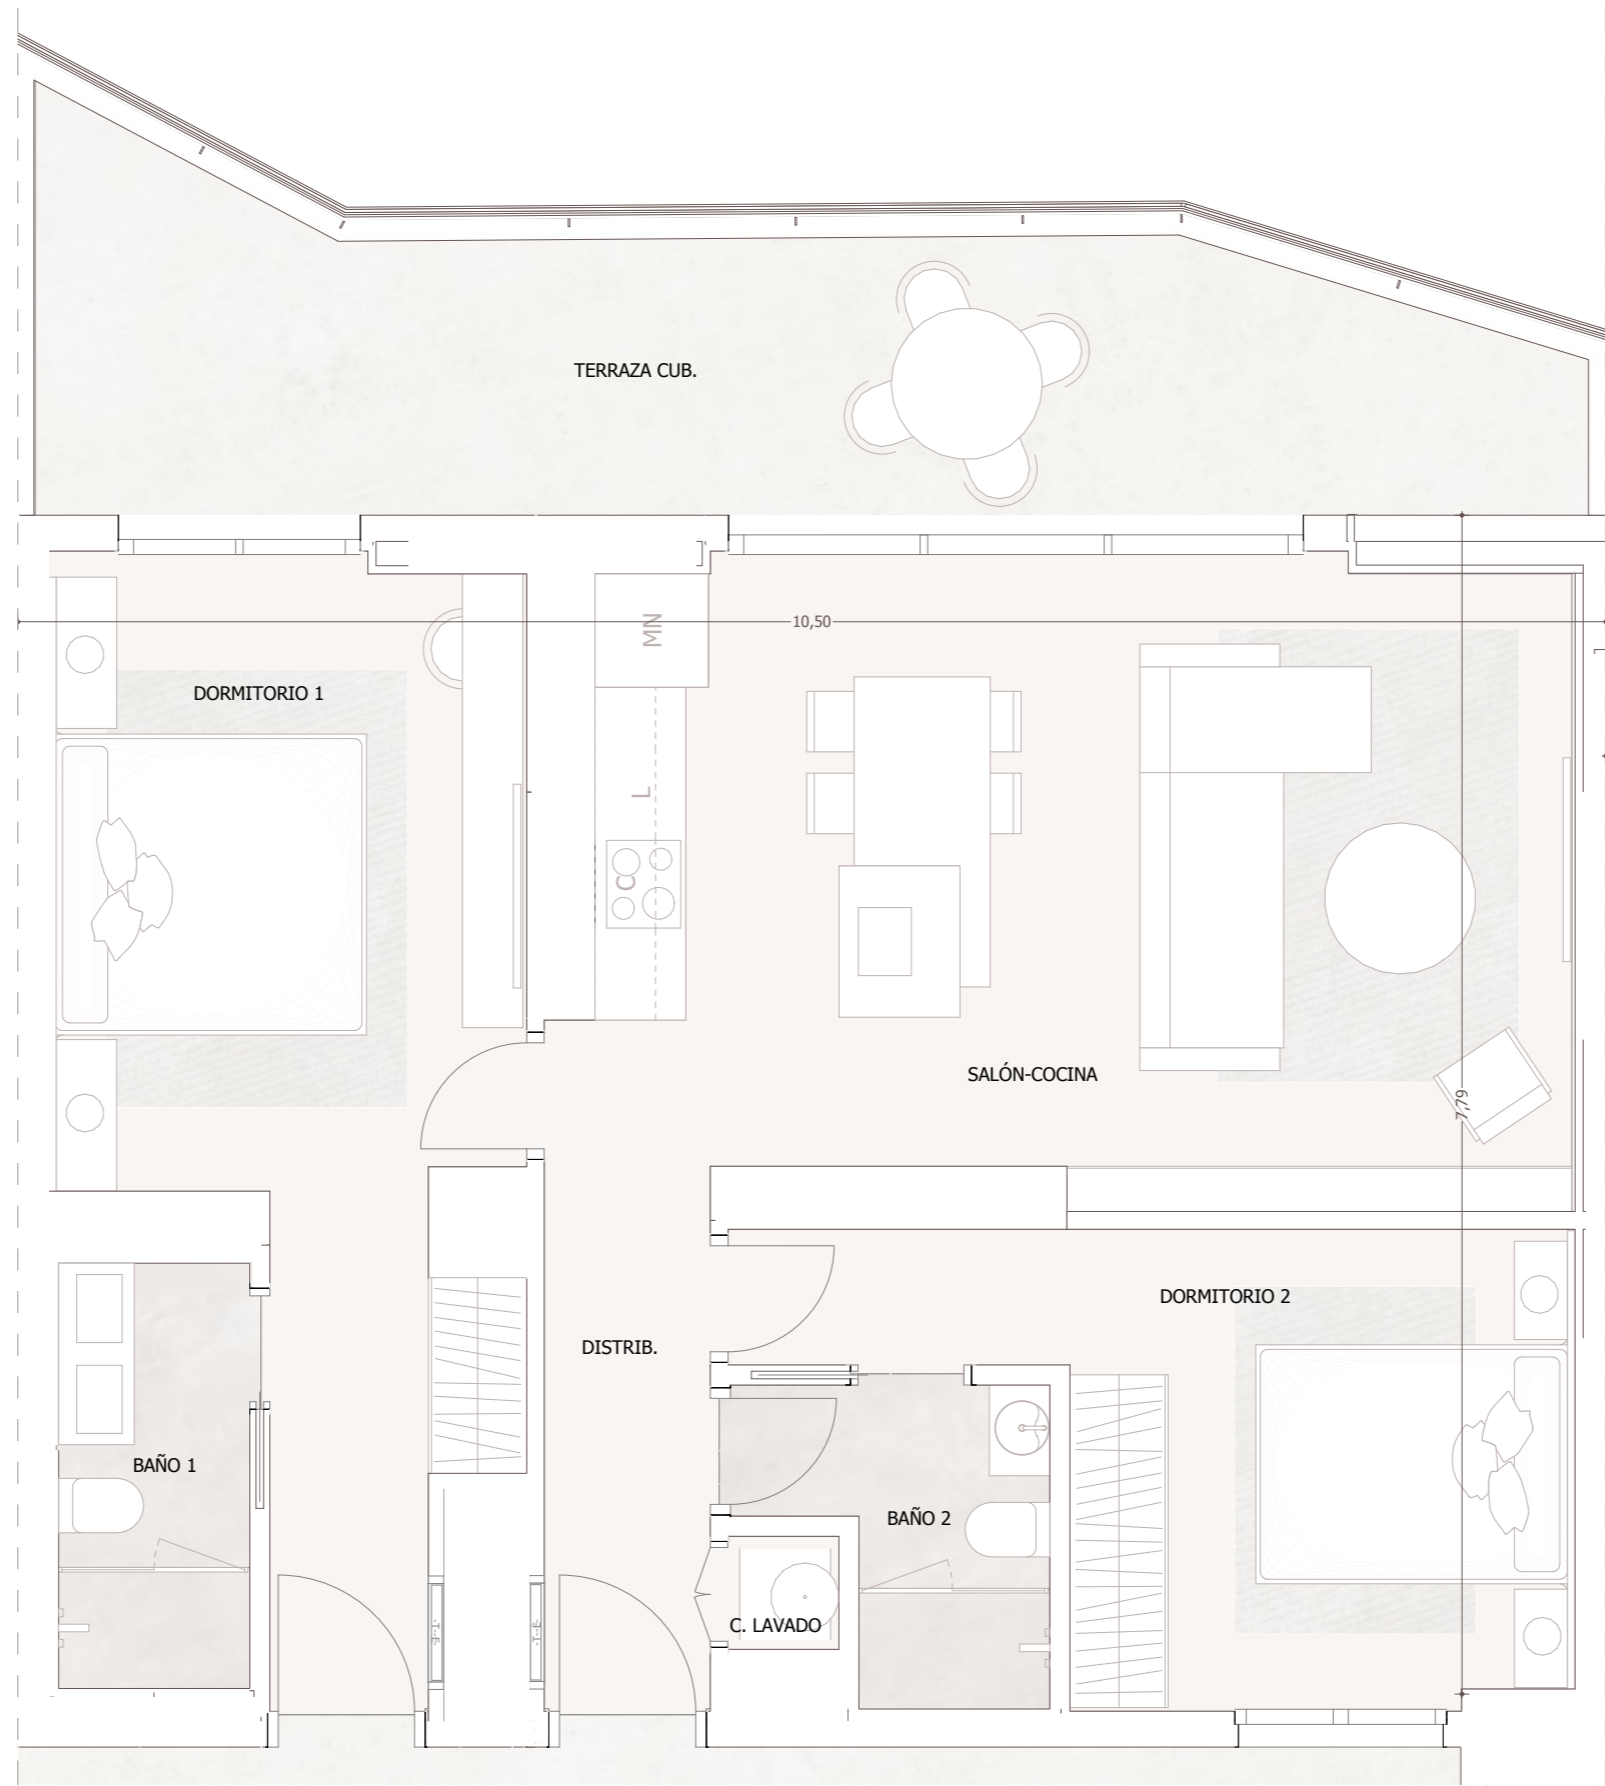 TERRAZA CUB.
10,50
MN
DORMITORIO 1
L
C
SALÓN-COCINA
7,79
DORMITORIO 2
DISTRIB.
BAÑO 1
BAÑO 2
C. LAVADO
-T-E-
-T-E-